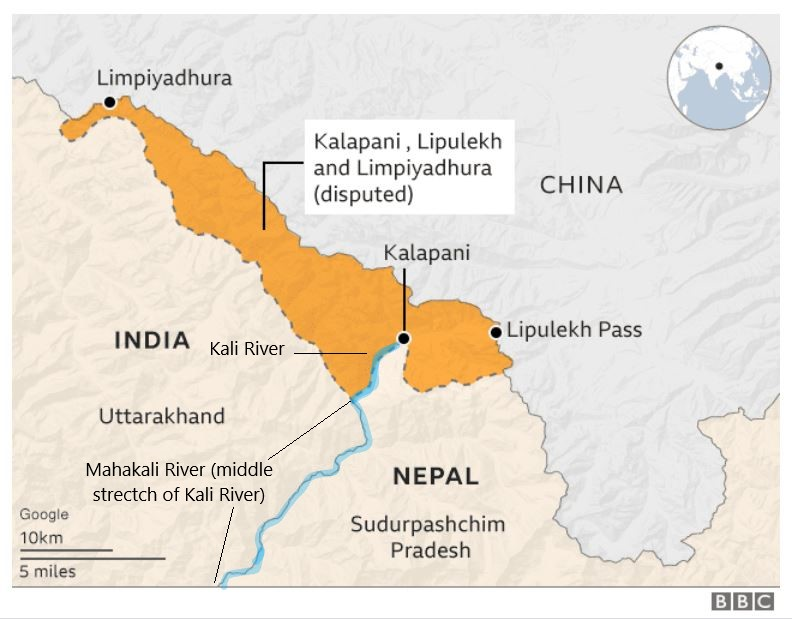 Limpiyadhura
Kalapani , Lipulekh
and Limpiyadhura
(disputed)
CHINA
Kalapani
Lipulekh Pass
INDIA
Kali River
Uttarakhand
Mahakali River (middle
strectch of Kali River)
NEPAL
Sudurpashchim
Pradesh
Google
10km
5 miles
BBC